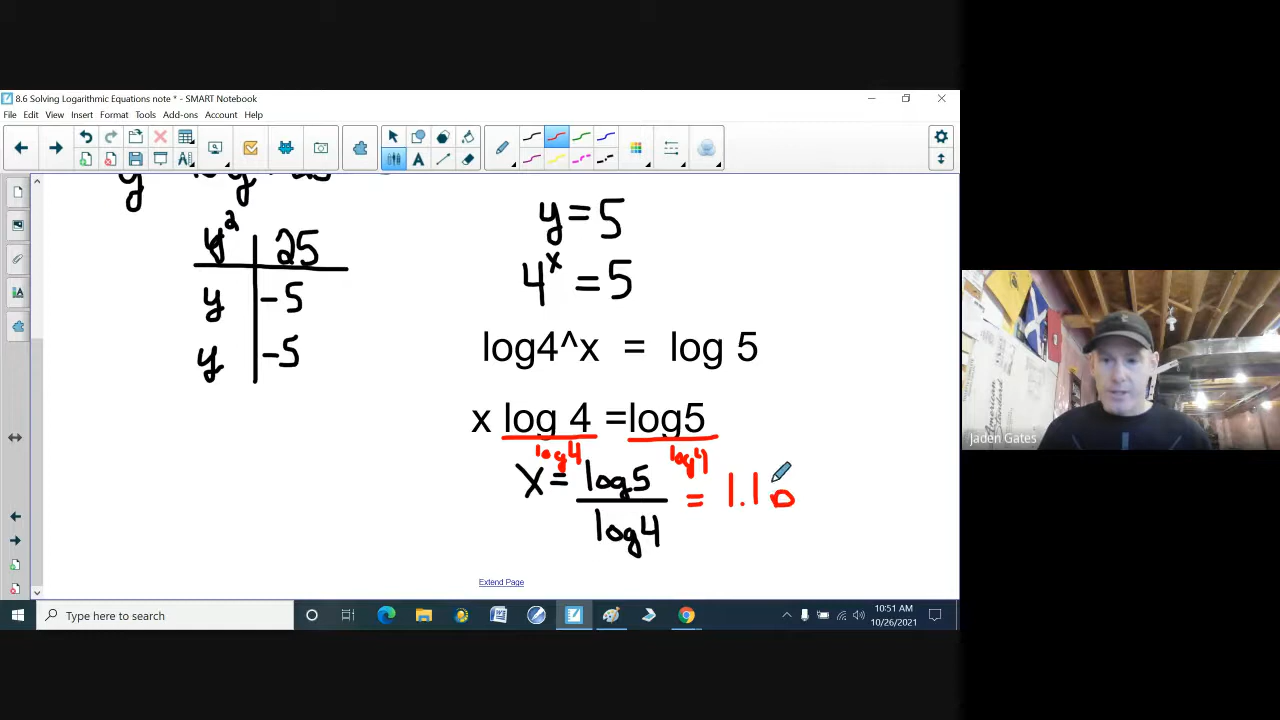 8.6 Solving Logarithmic Equations note * - SMART Notebook
File Edit View Insert Format Tools Add-ons Account Help
y² | 25
y | -5
y | -5
y = 5
4^x = 5
log4^x = log 5
x log 4 =log5
log4 log4
x = log5 / log4 = 1.1
Extend Page
Jaden Gates
Type here to search
10:51 AM
10/26/2021